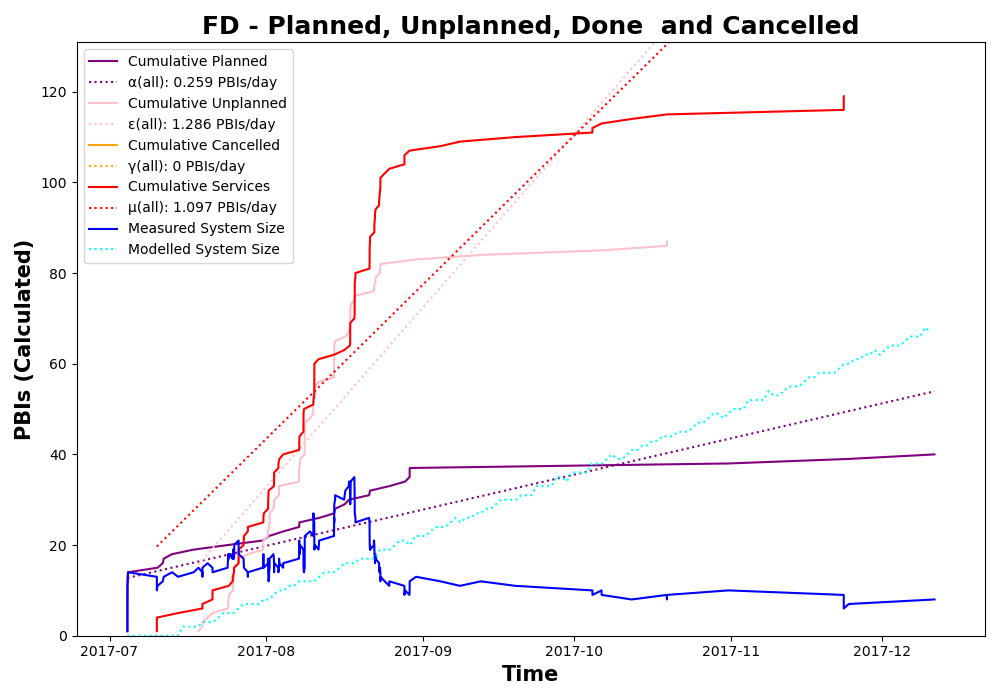 FD - Planned, Unplanned, Done  and Cancelled
Cumulative Planned
α(all): 0.259 PBIs/day
Cumulative Unplanned
ε(all): 1.286 PBIs/day
Cumulative Cancelled
γ(all): 0 PBIs/day
Cumulative Services
μ(all): 1.097 PBIs/day
Measured System Size
Modelled System Size
PBIs (Calculated)
120
100
80
60
40
20
0
2017-07 2017-08 2017-09 2017-10 2017-11 2017-12
Time